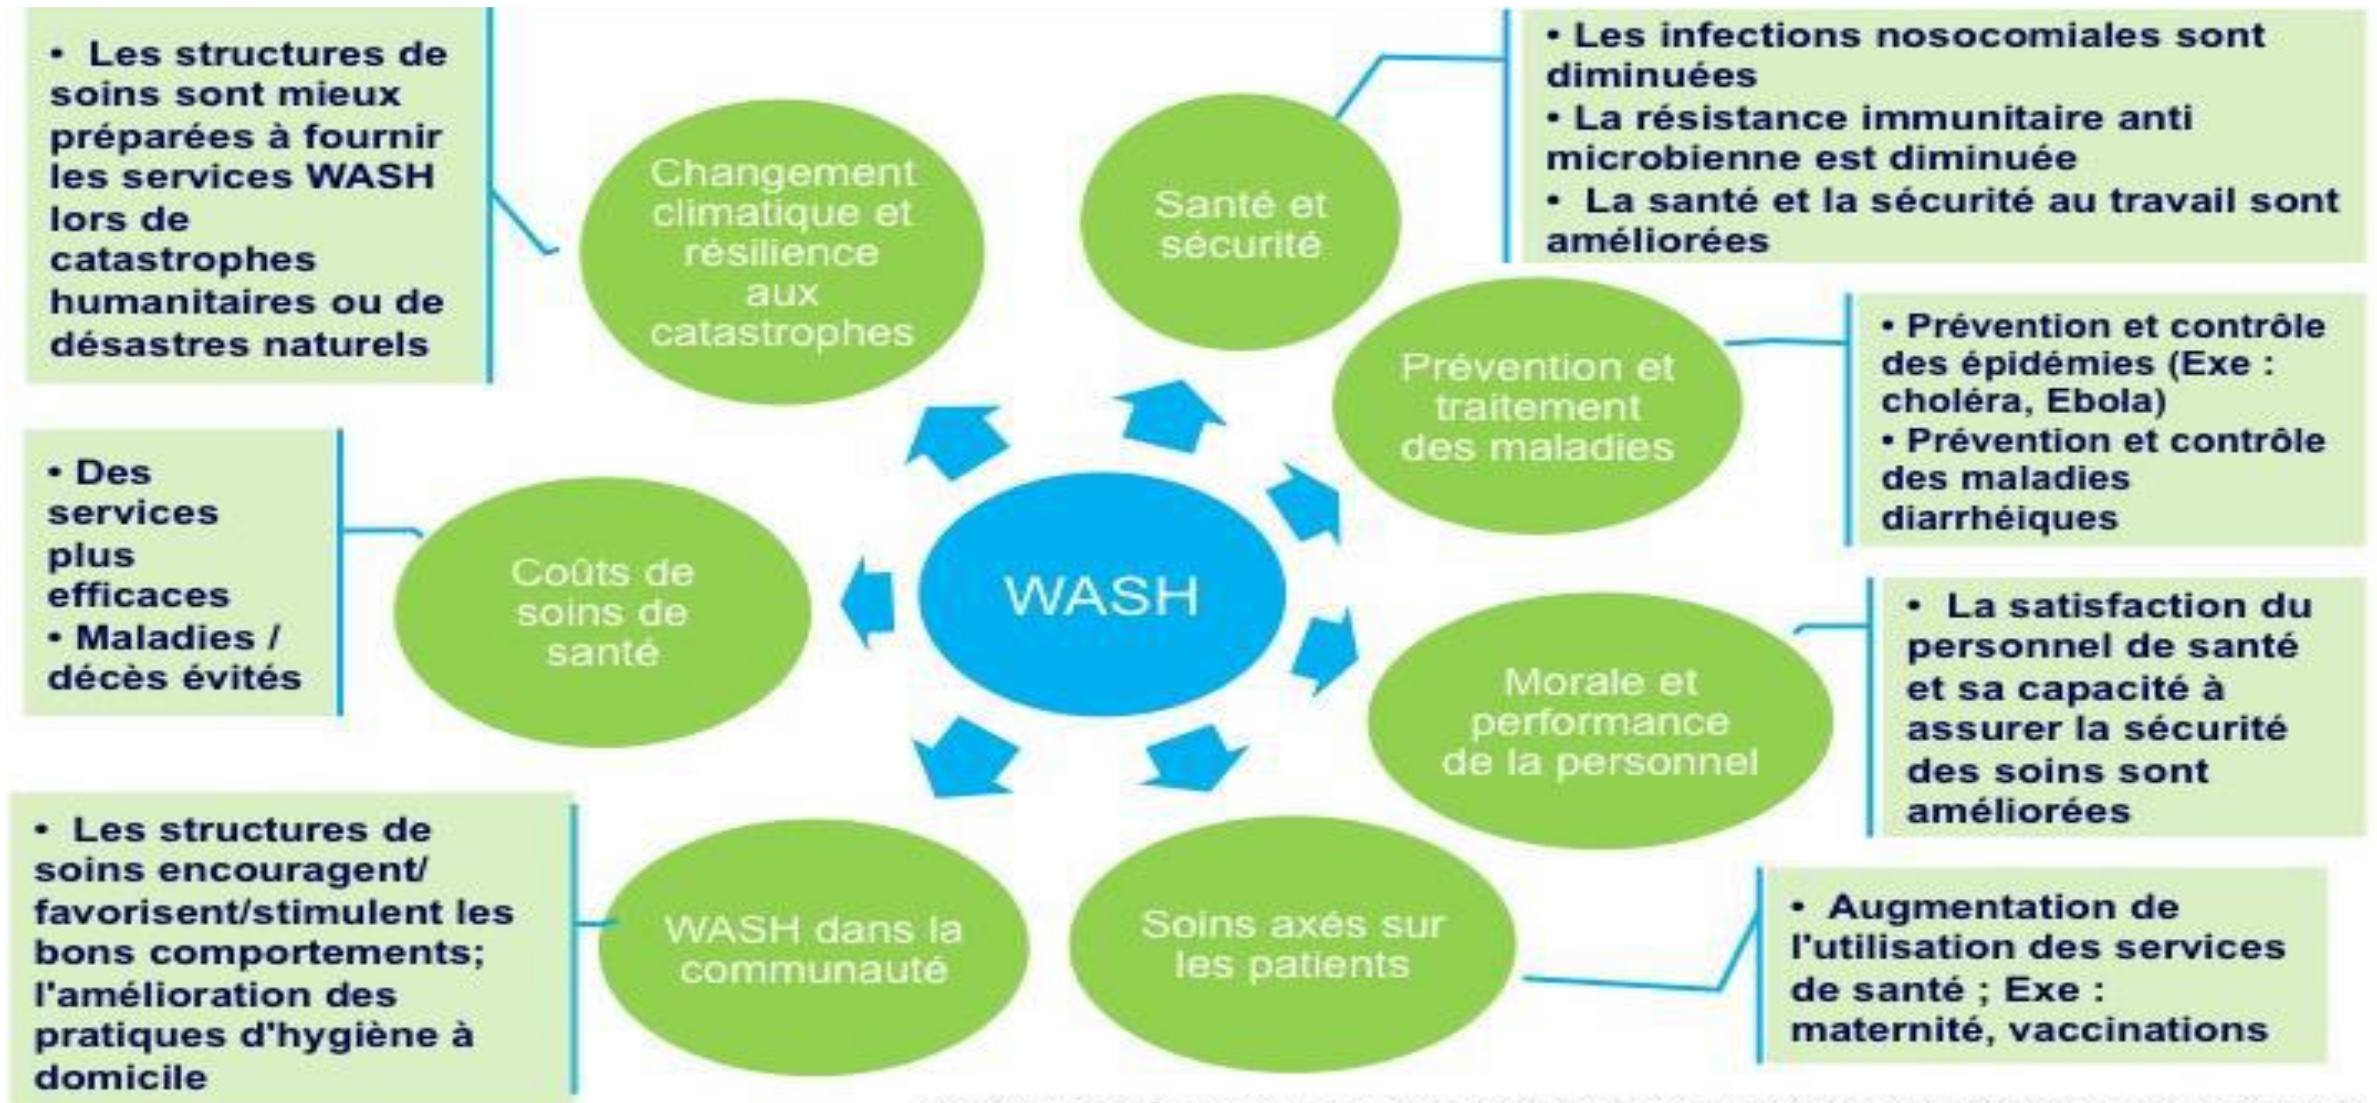 • Les structures de
soins sont mieux
préparées à fournir
les services WASH
lors de
catastrophes
humanitaires ou de
désastres naturels
Changement
climatique et
résilience
aux
catastrophes
Santé et
sécurité
• Les infections nosocomiales sont
diminuées
• La résistance immunitaire anti
microbienne est diminuée
• La santé et la sécurité au travail sont
améliorées
Prévention et
traitement
des maladies
• Prévention et contrôle
des épidémies (Exe :
choléra, Ebola)
• Prévention et contrôle
des maladies
diarrhéiques
• Des
services
plus
efficaces
• Maladies /
décès évités
Coûts de
soins de
santé
WASH
Morale et
performance
de la personnel
• La satisfaction du
personnel de santé
et sa capacité à
assurer la sécurité
des soins sont
améliorées
• Les structures de
soins encouragent/
favorisent/stimulent les
bons comportements;
l'amélioration des
pratiques d'hygiène à
domicile
WASH dans la
communauté
Soins axés sur
les patients
• Augmentation de
l'utilisation des services
de santé ; Exe :
maternité, vaccinations